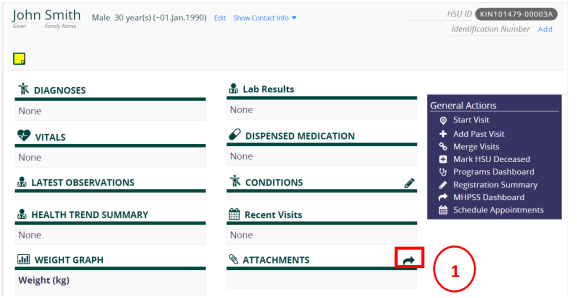 John Smith Male 30 year(s) (~01.Jan.1990) Edit Show Contact Info
Given Family Name
HSU ID KIN101479-00003A
Identification Number Add
DIAGNOSES
None
VITALS
None
LATEST OBSERVATIONS
HEALTH TREND SUMMARY
None
WEIGHT GRAPH
Weight (kg)
Lab Results
None
DISPENSED MEDICATION
None
CONDITIONS
Recent Visits
None
ATTACHMENTS
1
General Actions
Start Visit
Add Past Visit
Merge Visits
Mark HSU Deceased
Programs Dashboard
Registration Summary
MHPSS Dashboard
Schedule Appointments